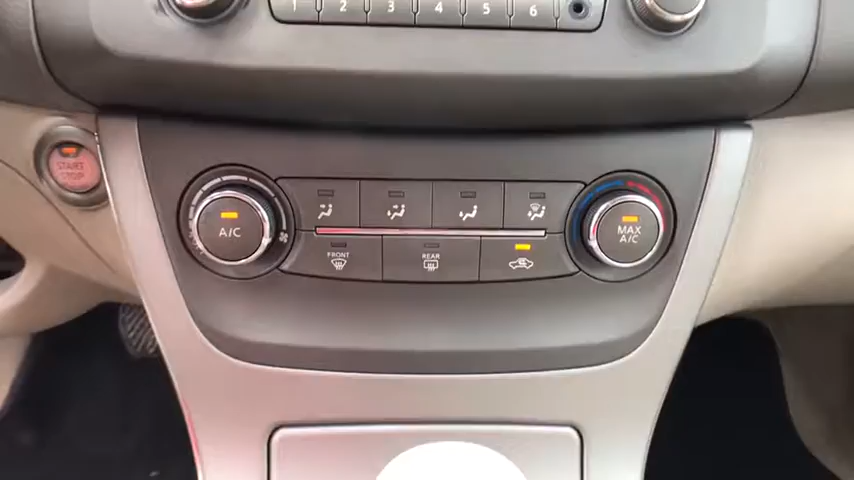 1 2 3 4 5 6
START
STOP
A/C
MAX
A/C
FRONT
REAR